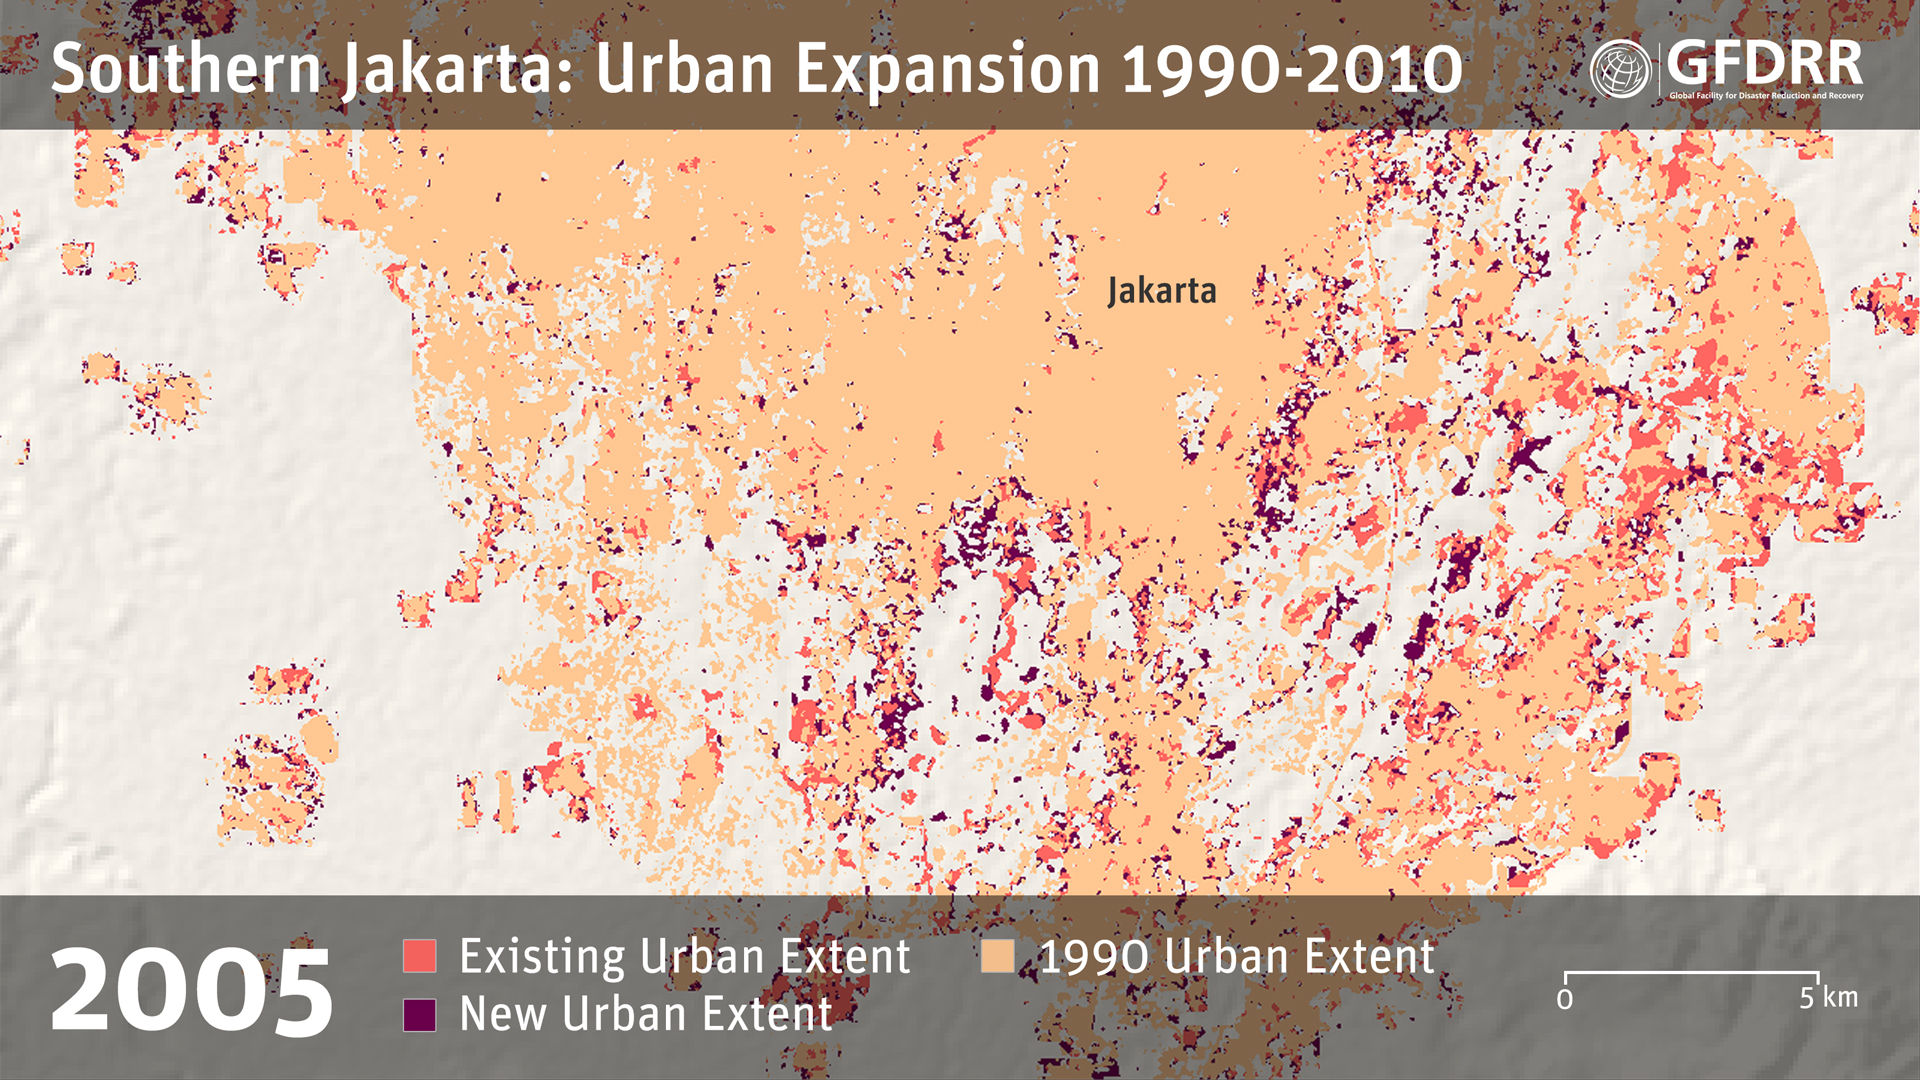 Southern Jakarta: Urban Expansion 1990-2010
GFDRR
Global Facility for Disaster Reduction and Recovery
Jakarta
2005
Existing Urban Extent
1990 Urban Extent
New Urban Extent
0
5 km